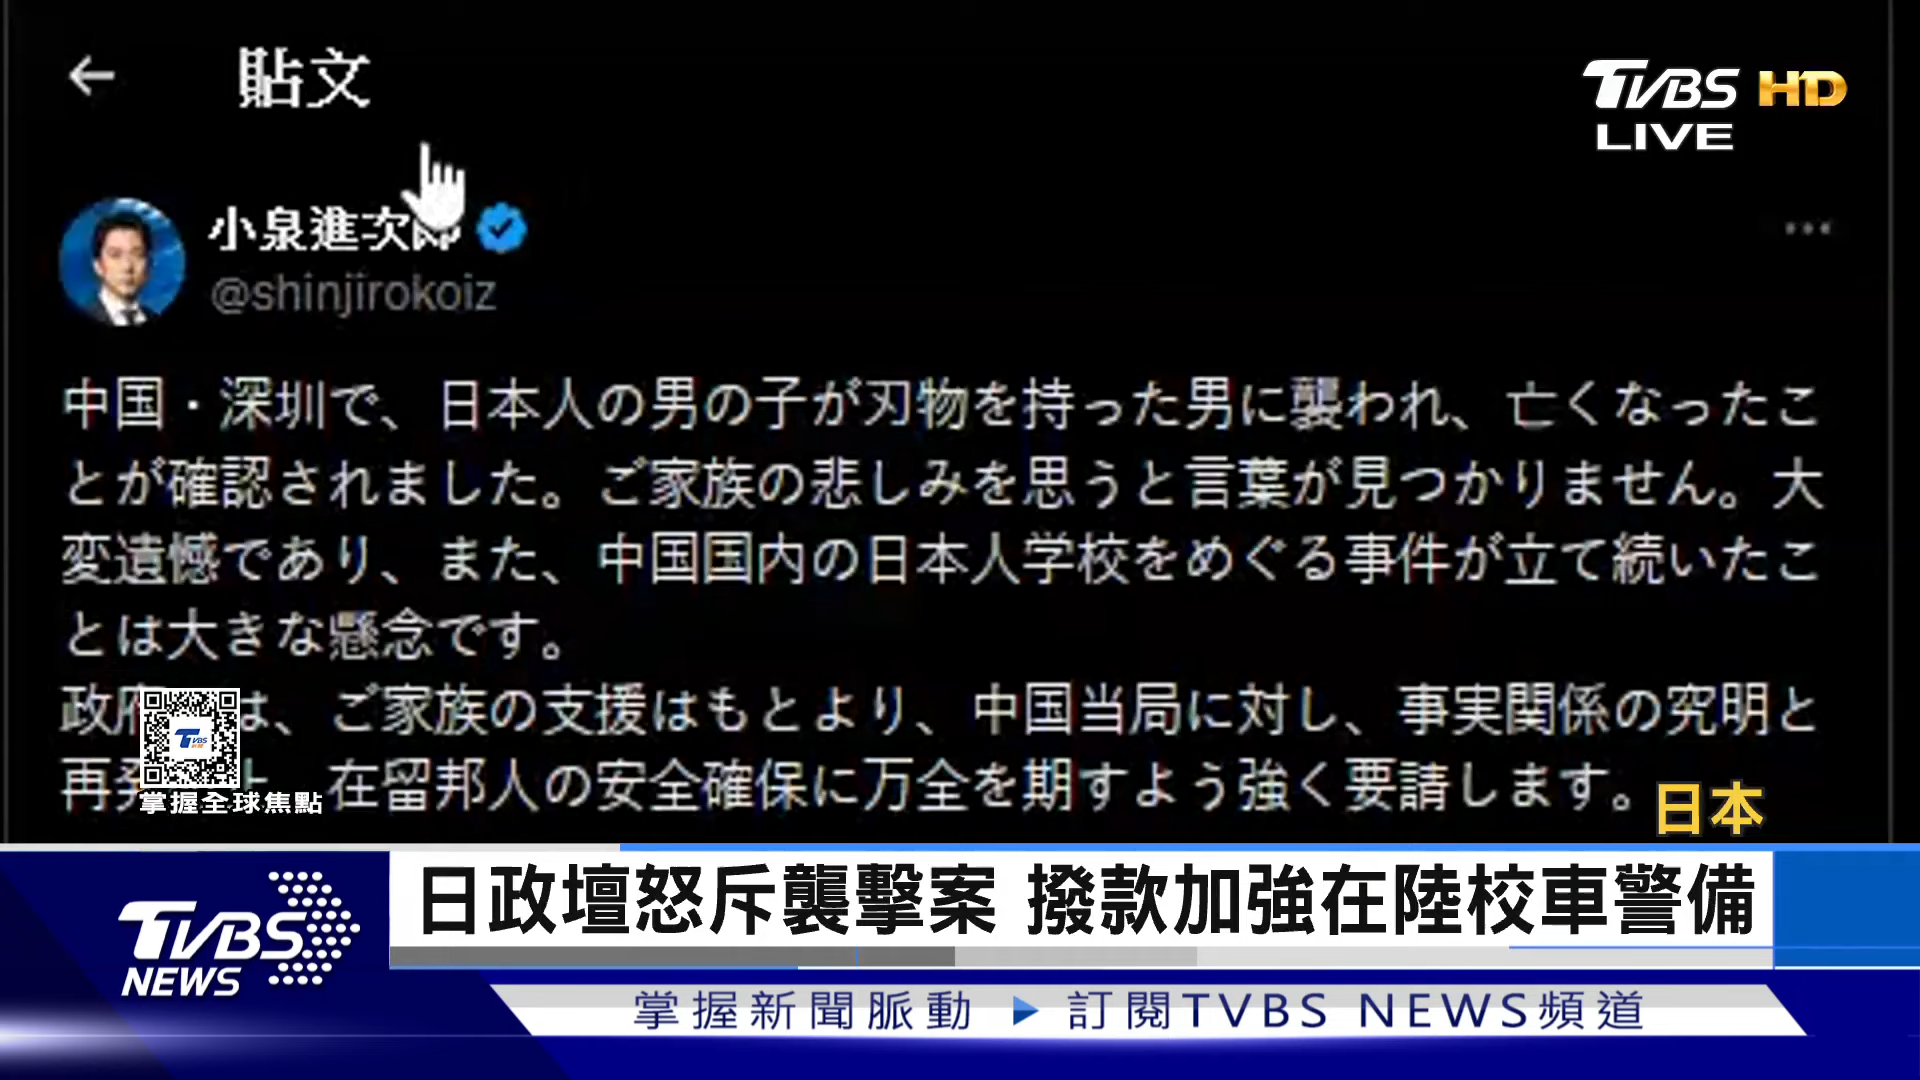 貼文
TVBS HD
LIVE
小泉進次郎
@shinjirokoiz
中国・深圳で、日本人の男の子が刃物を持った男に襲われ、亡くなったこ
とが確認されました。ご家族の悲しみを思うと言葉が見つかりません。大
変遺憾であり、また、中国国内の日本人学校をめぐる事件が立て続いたこ
とは大きな懸念です。
政府 は、ご家族の支援はもとより、中国当局に対し、事実関係の究明と
再 、在留邦人の安全確保に万全を期すよう強く要請します。
TVBS
掌握全球焦點
日本
日政壇怒斥襲擊案 撥款加強在陸校車警備
TVBS
NEWS
掌握新聞脈動 ▶ 訂閱TVBS NEWS頻道